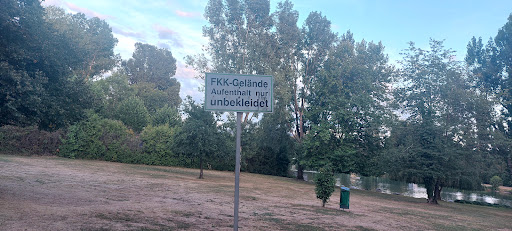 FKK-Gelände
Aufenthalt nur
unbekleidet